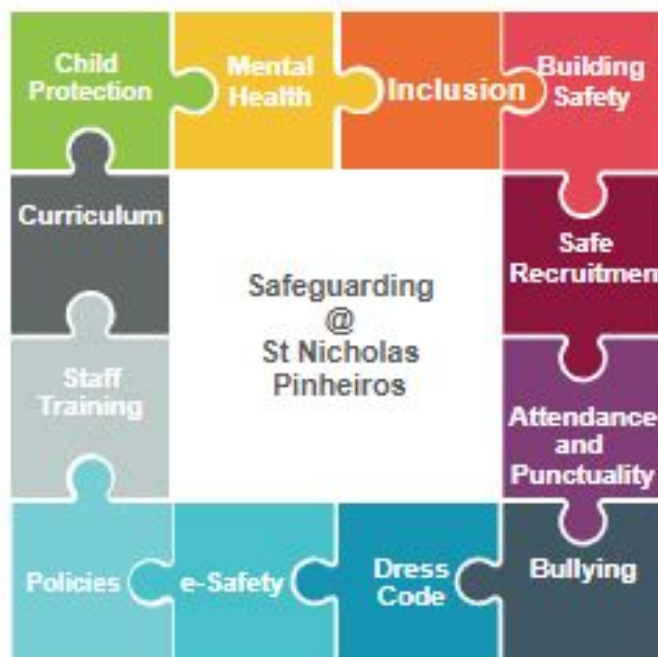 Child
Protection
Mental
Health
Inclusion
Building
Safety
Curriculum
Safeguarding
@
St Nicholas
Pinheiros
Safe
Recruitmen
Staff
Training
Attendance
and
Punctuality
Policies
e-Safety
Dress
Code
Bullying